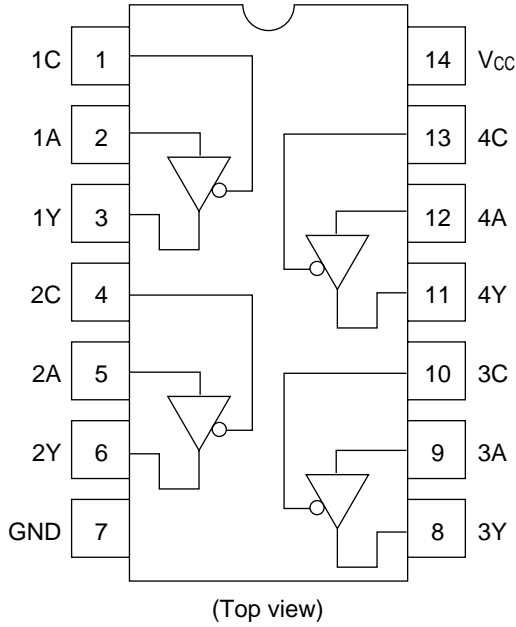 1C 1 14 VCC
1A 2 13 4C
1Y 3 12 4A
2C 4 11 4Y
2A 5 10 3C
2Y 6 9 3A
GND 7 8 3Y
(Top view)